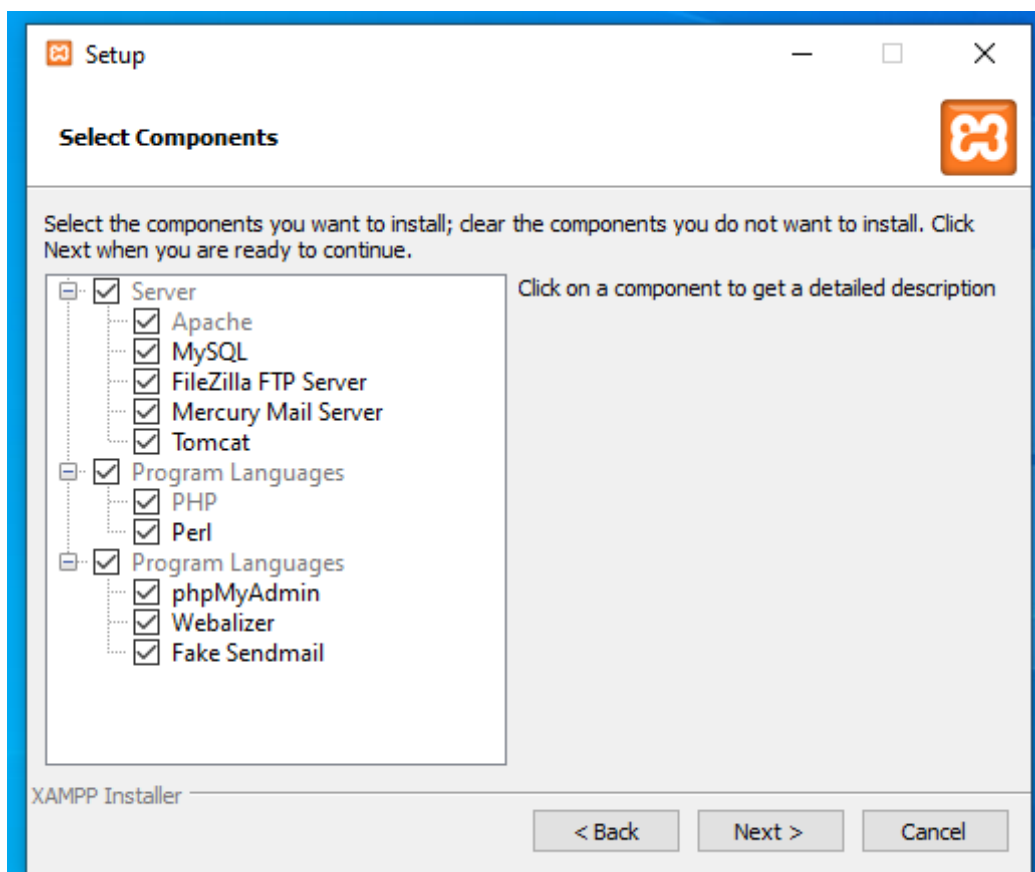 Setup
Select Components
Select the components you want to install; clear the components you do not want to install. Click
Next when you are ready to continue.
Click on a component to get a detailed description
Server
Apache
MySQL
FileZilla FTP Server
Mercury Mail Server
Tomcat
Program Languages
PHP
Perl
Program Languages
phpMyAdmin
Webalizer
Fake Sendmail
XAMPP Installer
< Back
Next >
Cancel